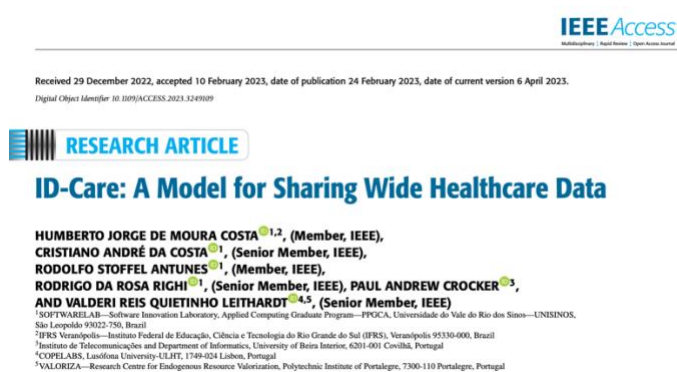 IEEE Access
Multidisciplinary | Rapid Review | Open Access Journal
Received 29 December 2022, accepted 10 February 2023, date of publication 24 February 2023, date of current version 6 April 2023.
Digital Object Identifier 10.1109/ACCESS.2023.3249109
RESEARCH ARTICLE
ID-Care: A Model for Sharing Wide Healthcare Data
HUMBERTO JORGE DE MOURA COSTA 1,2, (Member, IEEE),
CRISTIANO ANDRÉ DA COSTA 1, (Senior Member, IEEE),
RODOLFO STOFFEL ANTUNES 1, (Member, IEEE),
RODRIGO DA ROSA RIGHI 1, (Senior Member, IEEE), PAUL ANDREW CROCKER 3,
AND VALDERI REIS QUIETINHO LEITHARDT 4,5, (Senior Member, IEEE)
1SOFTWARELAB—Software Innovation Laboratory, Applied Computing Graduate Program—PPGCA, Universidade do Vale do Rio dos Sinos—UNISINOS,
São Leopoldo 93022-750, Brazil
2IFRS Veranópolis—Instituto Federal de Educação, Ciência e Tecnologia do Rio Grande do Sul (IFRS), Veranópolis 95330-000, Brazil
3Instituto de Telecomunicações and Department of Informatics, University of Beira Interior, 6201-001 Covilhã, Portugal
4COPELABS, Lusófona University-ULHT, 1749-024 Lisbon, Portugal
5VALORIZA—Research Centre for Endogenous Resource Valorization, Polytechnic Institute of Portalegre, 7300-110 Portalegre, Portugal